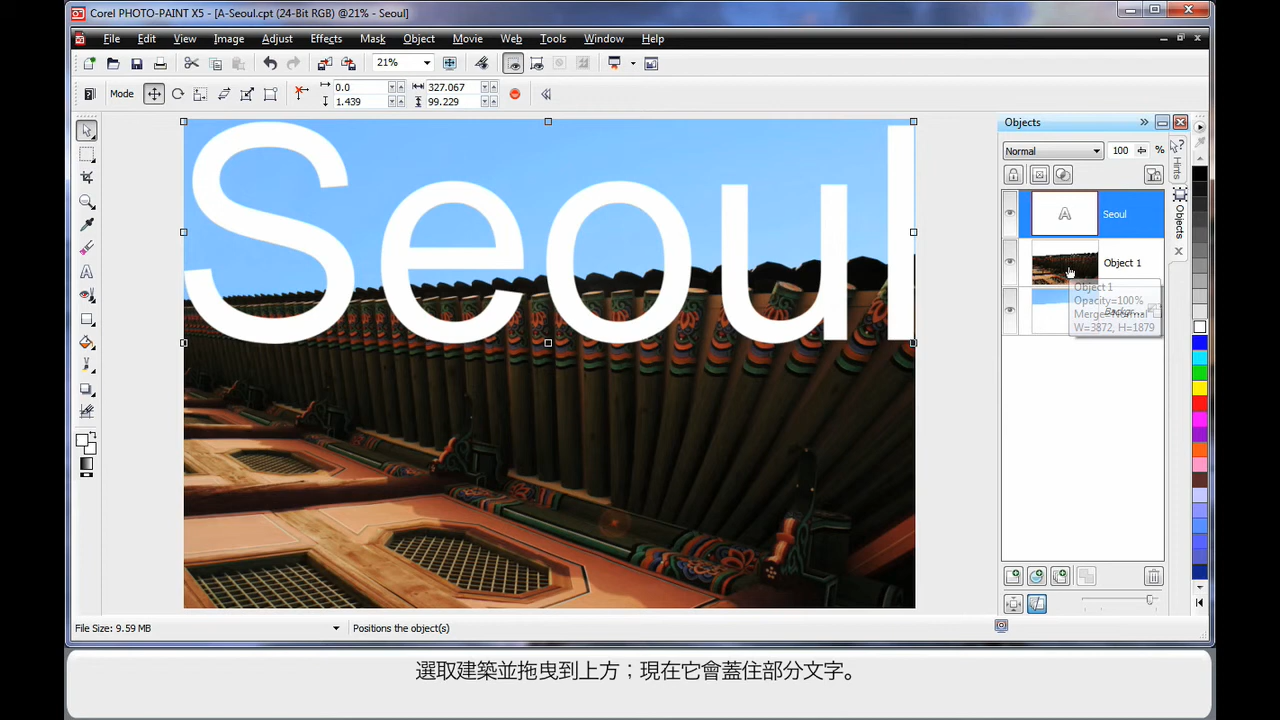 Corel PHOTO-PAINT X5 - [A-Seoul.cpt (24-Bit RGB) @21% - Seoul]
File Edit View Image Adjust Effects Mask Object Movie Web Tools Window Help
21%
Mode 0.0 327.067
1.439 99.229
Objects
Normal 100 %
Hints
Objects
A Seoul
Object 1
Object 1
Opacity=100%
Merge=Normal
W=3872, H=1879
Seoul
File Size: 9.59 MB Positions the object(s)
選取建築並拖曳到上方；現在它會蓋住部分文字。